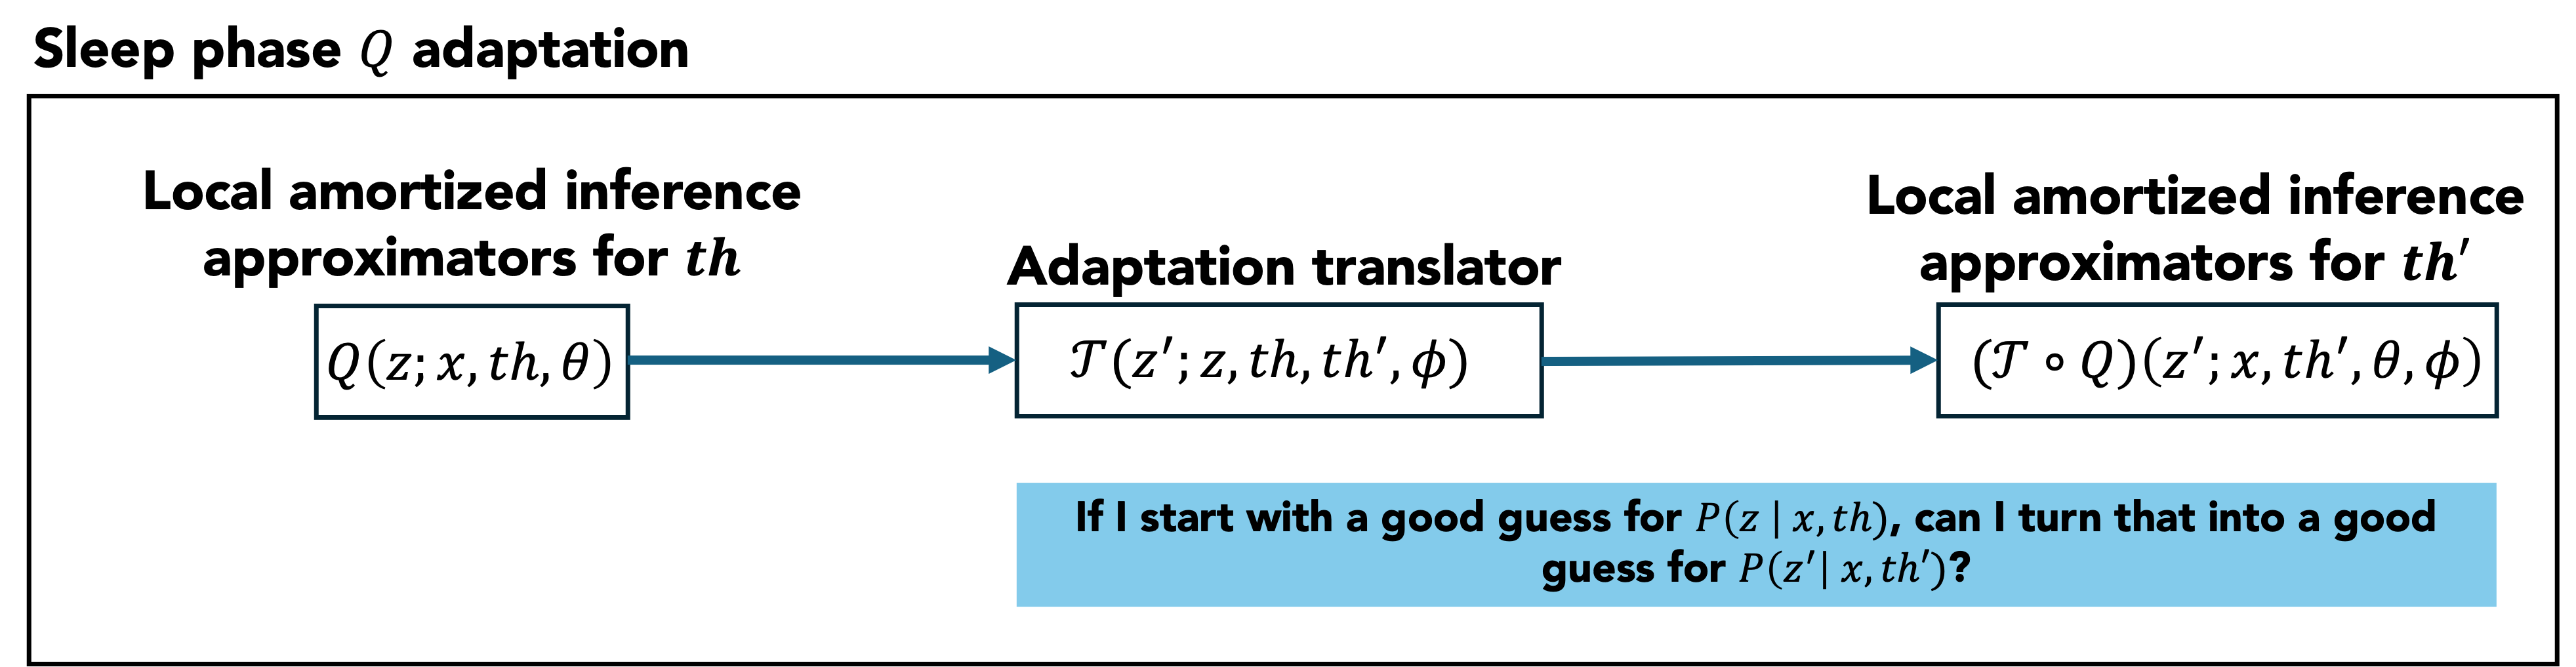 Sleep phase Q adaptation
Local amortized inference
approximators for th
Q(z; x, th, θ)
Adaptation translator
𝒯(z′; z, th, th′, ϕ)
Local amortized inference
approximators for th′
(𝒯 ∘ Q)(z′; x, th′, θ, ϕ)
If I start with a good guess for P(z | x, th), can I turn that into a good
guess for P(z′| x, th′)?